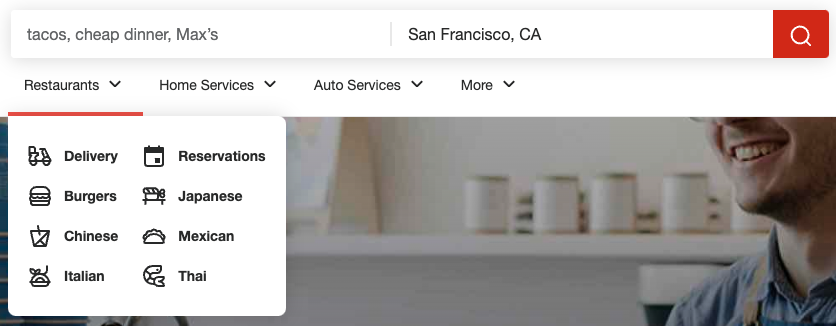 tacos, cheap dinner, Max’s San Francisco, CA
Restaurants Home Services Auto Services More
Delivery Reservations
Burgers Japanese
Chinese Mexican
Italian Thai